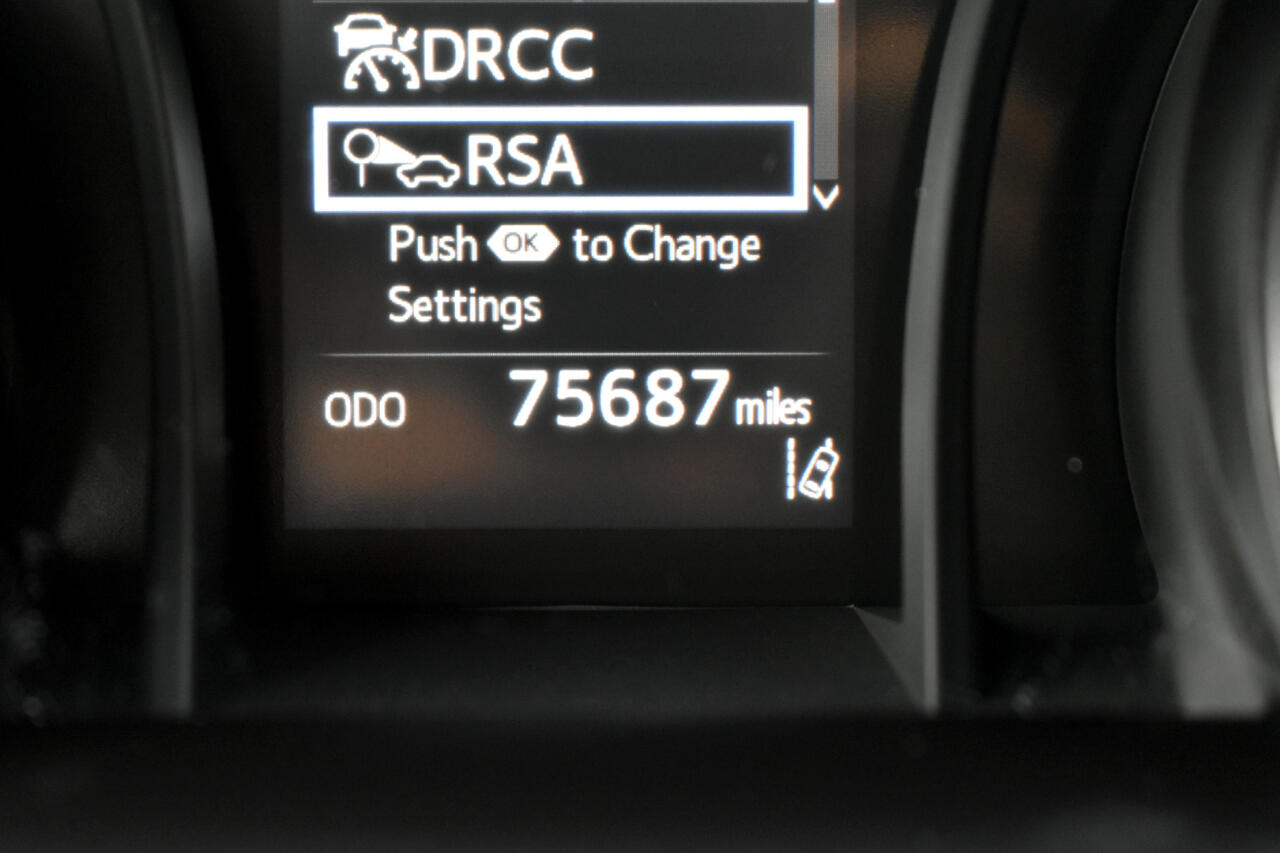 DRCC
RSA
Push OK to Change
Settings
ODO 75687 miles